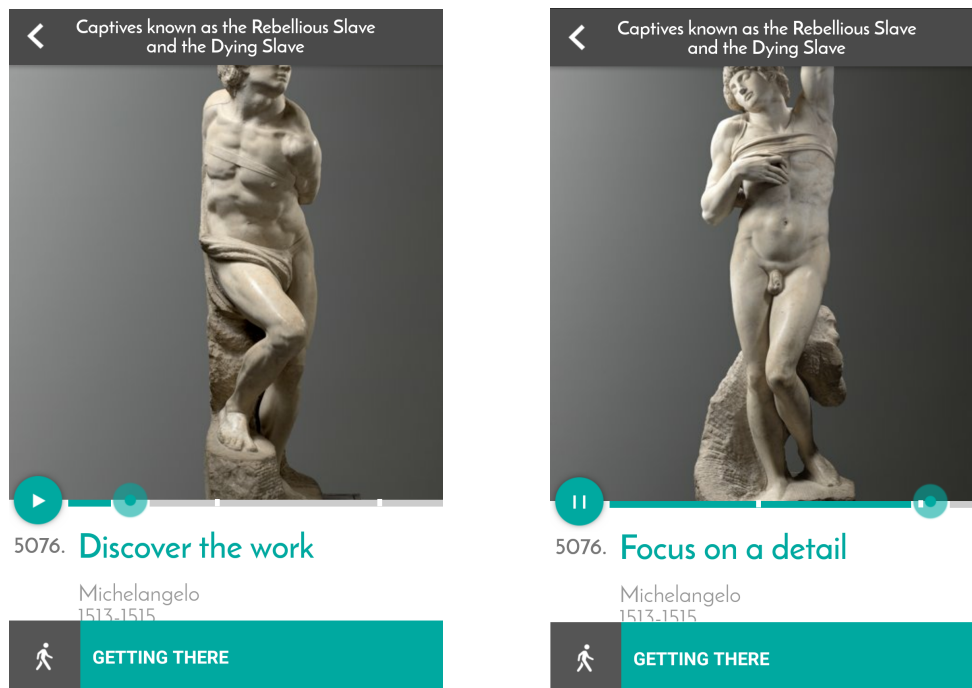 Captives known as the Rebellious Slave
and the Dying Slave
5076. Discover the work
Michelangelo
1513-1515
GETTING THERE
Captives known as the Rebellious Slave
and the Dying Slave
5076. Focus on a detail
Michelangelo
1513-1515
GETTING THERE